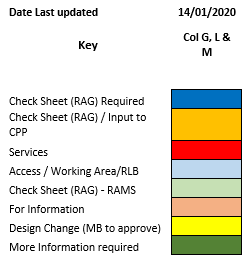 Date Last updated 14/01/2020
Key Col G, L &
M
Check Sheet (RAG) Required
Check Sheet (RAG) / Input to
CPP
Services
Access / Working Area/RLB
Check Sheet (RAG) - RAMS
For Information
Design Change (MB to approve)
More Information required